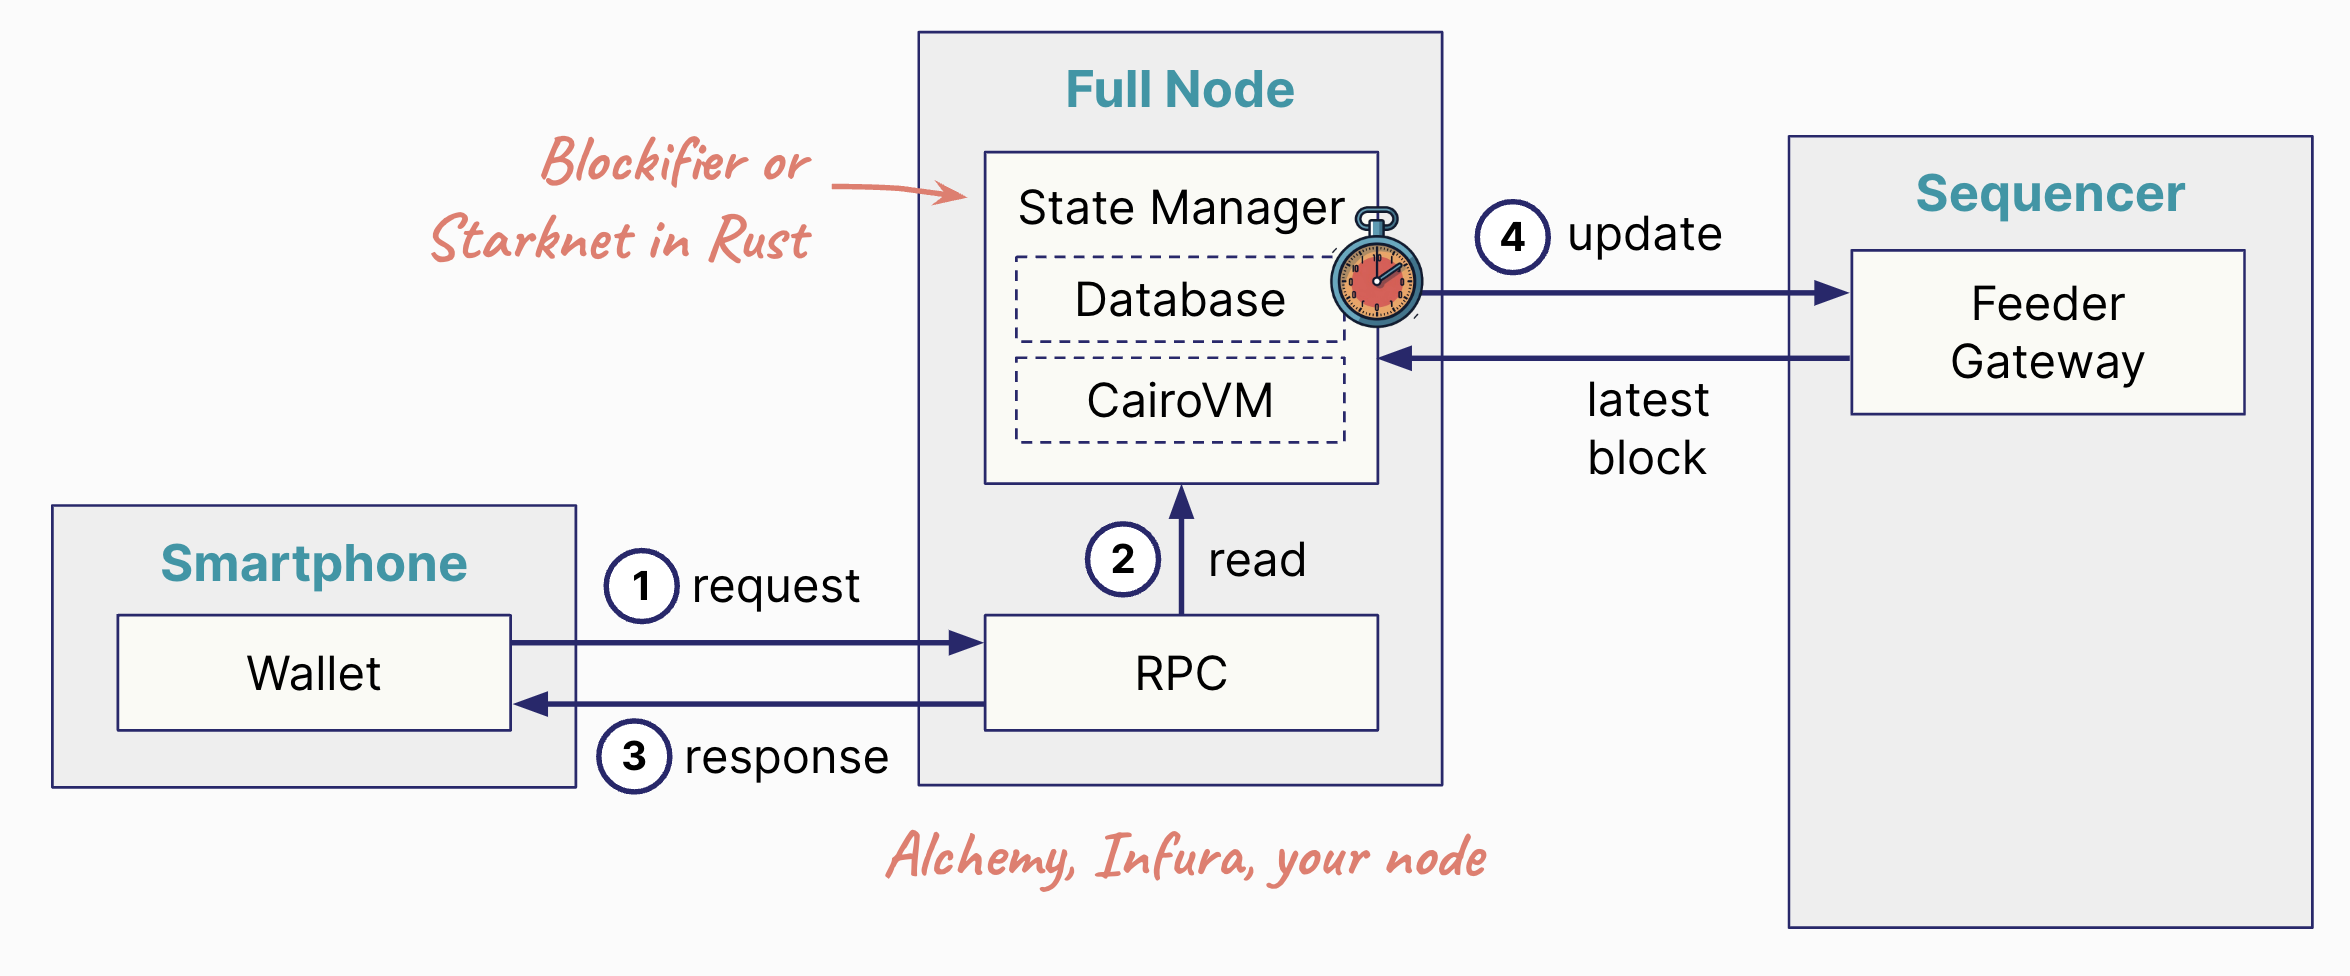 Full Node
Blockifier or
Starknet in Rust
State Manager
Database
CairoVM
4 update
latest
block
Sequencer
Feeder
Gateway
Smartphone
Wallet
1 request
2 read
RPC
3 response
Alchemy, Infura, your node